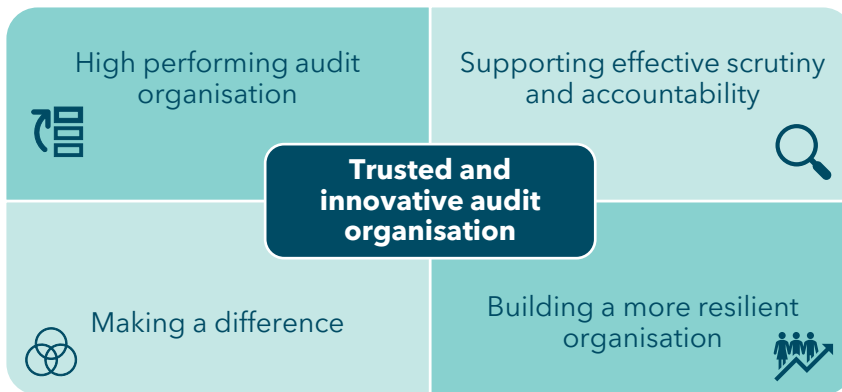 High performing audit
organisation
Supporting effective scrutiny
and accountability
Trusted and
innovative audit
organisation
Making a difference
Building a more resilient
organisation